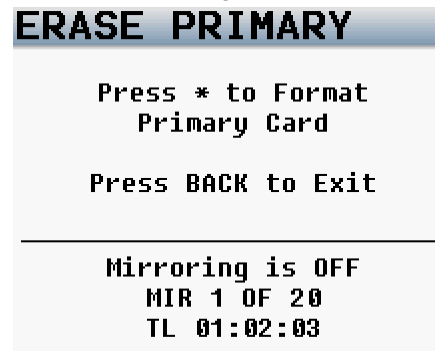 ERASE PRIMARY
Press * to Format
Primary Card
Press BACK to Exit
Mirroring is OFF
MIR 1 OF 20
TL 01:02:03